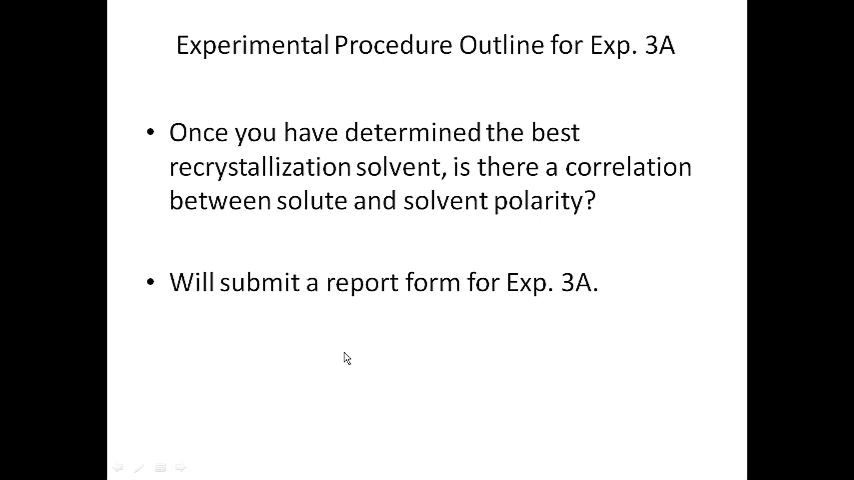 Experimental Procedure Outline for Exp. 3A
• Once you have determined the best
recrystallization solvent, is there a correlation
between solute and solvent polarity?
• Will submit a report form for Exp. 3A.